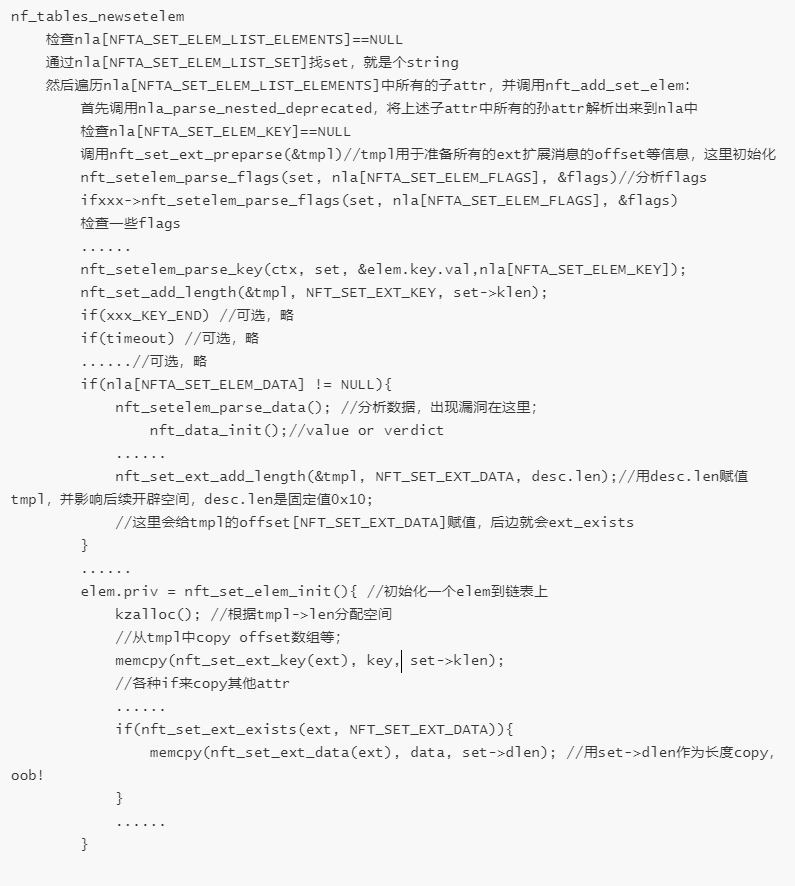 nf_tables_newsetelem
检查nla[NFTA_SET_ELEM_LIST_ELEMENTS]==NULL
通过nla[NFTA_SET_ELEM_LIST_SET]找set，就是个string
然后遍历nla[NFTA_SET_ELEM_LIST_ELEMENTS]中所有的子attr，并调用nft_add_set_elem:
首先调用nla_parse_nested_deprecated，将上述子attr中所有的孙attr解析出来到nla中
检查nla[NFTA_SET_ELEM_KEY]==NULL
调用nft_set_ext_preparse(&tmpl)//tmpl用于准备所有的ext扩展消息的offset等信息，这里初始化
nft_setelem_parse_flags(set, nla[NFTA_SET_ELEM_FLAGS], &flags)//分析flags
ifxxx->nft_setelem_parse_flags(set, nla[NFTA_SET_ELEM_FLAGS], &flags)
检查一些flags
......
nft_setelem_parse_key(ctx, set, &elem.key.val,nla[NFTA_SET_ELEM_KEY]);
nft_set_add_length(&tmpl, NFT_SET_EXT_KEY, set->klen);
if(xxx_KEY_END) //可选，略
if(timeout) //可选，略
......//可选，略
if(nla[NFTA_SET_ELEM_DATA] != NULL){
nft_setelem_parse_data(); //分析数据，出现漏洞在这里;
nft_data_init();//value or verdict
......
nft_set_ext_add_length(&tmpl, NFT_SET_EXT_DATA, desc.len);//用desc.len赋值
tmpl，并影响后续开辟空间，desc.len是固定值0x10;
//这里会给tmpl的offset[NFT_SET_EXT_DATA]赋值，后边就会ext_exists
}
......
elem.priv = nft_set_elem_init(){ //初始化一个elem到链表上
kzalloc(); //根据tmpl->len分配空间
//从tmpl中copy offset数组等;
memcpy(nft_set_ext_key(ext), key, set->klen);
//各种if来copy其他attr
......
if(nft_set_ext_exists(ext, NFT_SET_EXT_DATA)){
memcpy(nft_set_ext_data(ext), data, set->dlen); //用set->dlen作为长度copy，
oob!
}
......
}